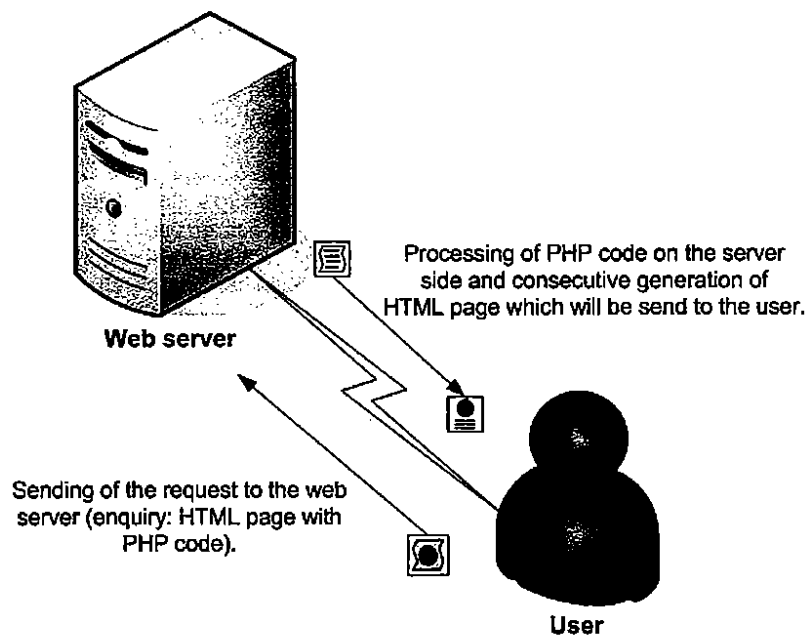 Processing of PHP code on the server
side and consecutive generation of
HTML page which will be send to the user.
Web server
Sending of the request to the web
server (enquiry: HTML page with
PHP code).
User